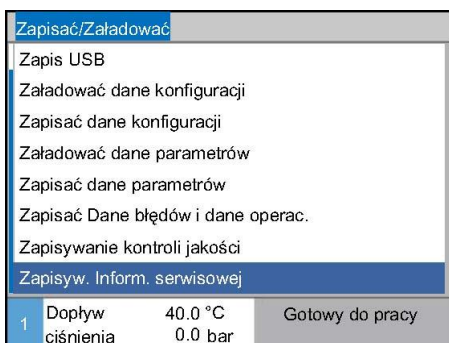 Zapisać/Załadować
Zapis USB
Załadować dane konfiguracji
Zapisać dane konfiguracji
Załadować dane parametrów
Zapisać dane parametrów
Zapisać Dane błędów i dane operac.
Zapisywanie kontroli jakości
Zapisyw. Inform. serwisowej
1 Dopływ 40.0 °C Gotowy do pracy
ciśnienia 0.0 bar